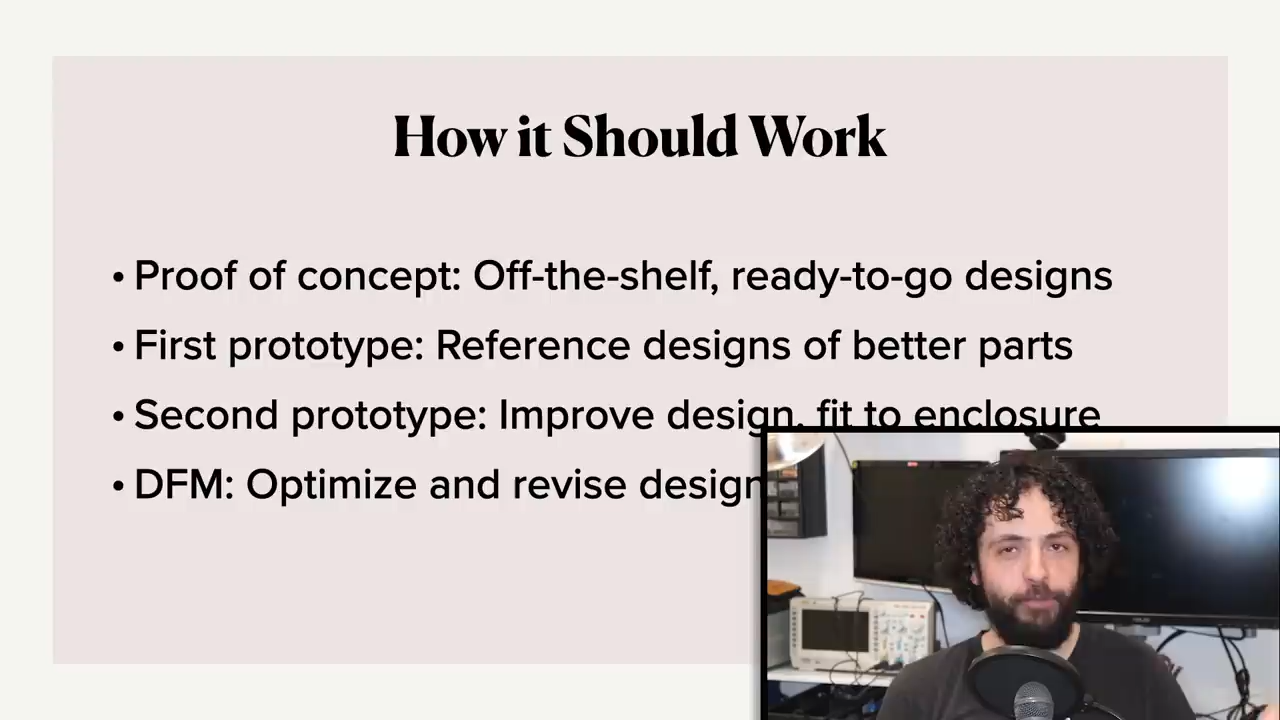 How it Should Work
• Proof of concept: Off-the-shelf, ready-to-go designs
• First prototype: Reference designs of better parts
• Second prototype: Improve design, fit to enclosure
• DFM: Optimize and revise design